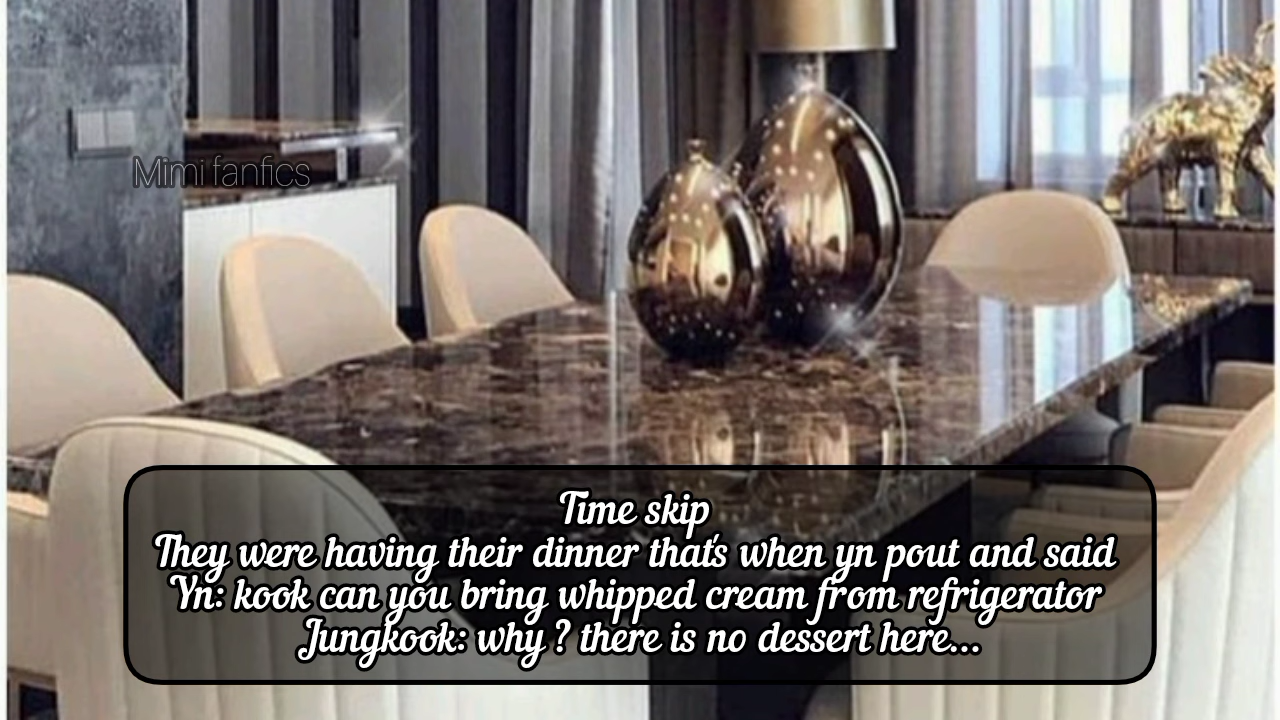 Mimi fanfics
Time skip
They were having their dinner that's when yn pout and said
Yn: kook can you bring whipped cream from refrigerator
Jungkook: why ? there is no dessert here...